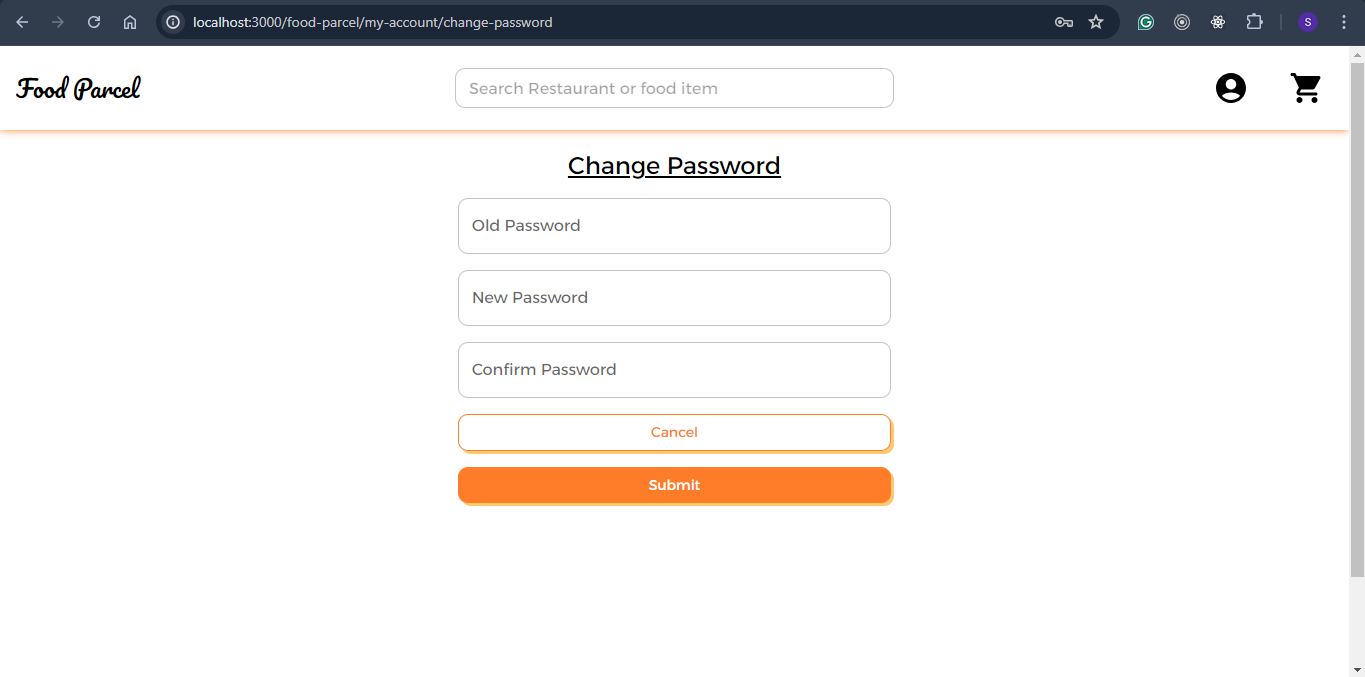 localhost:3000/food-parcel/my-account/change-password
S
Food Parcel
Search Restaurant or food item
Change Password
Old Password
New Password
Confirm Password
Cancel
Submit